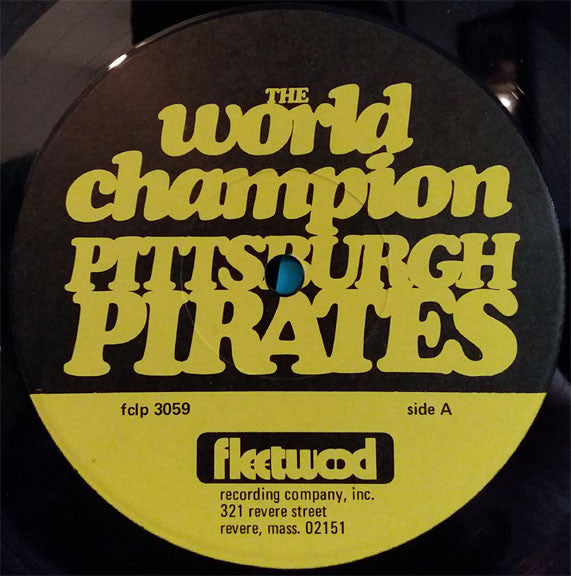 THE
world
champion
PITTSBURGH
PIRATES
fclp 3059 side A
fleetwood
recording company, inc.
321 revere street
revere, mass. 02151